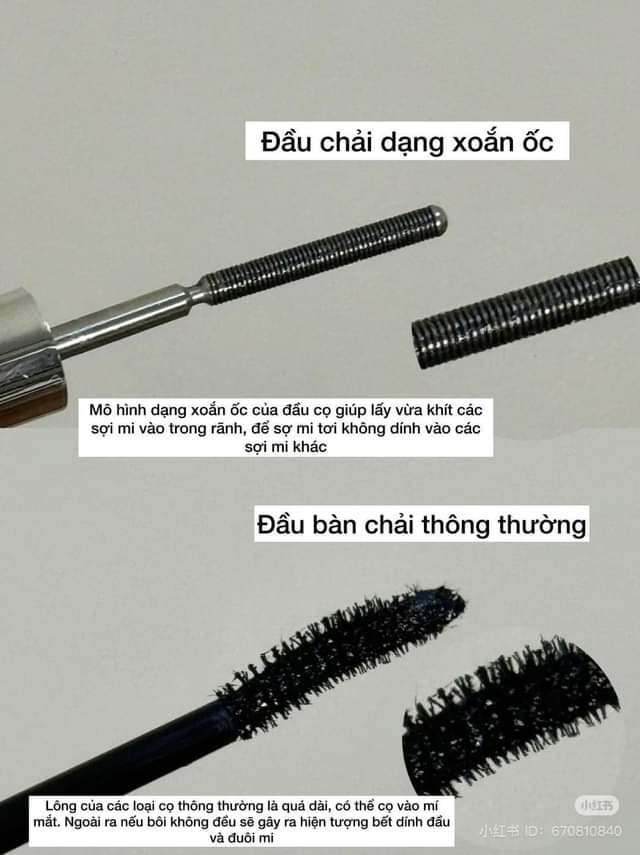 Đầu chải dạng xoắn ốc
Mô hình dạng xoắn ốc của đầu cọ giúp lấy vừa khít các
sợi mi vào trong rãnh, để sợ mi tơi không dính vào các
sợi mi khác
Đầu bàn chải thông thường
Lông của các loại cọ thông thường là quá dài, có thể cọ vào mí
mắt. Ngoài ra nếu bôi không đều sẽ gây ra hiện tượng bết dính đầu
và đuôi mi
小红书
小红书 ID: 670810840